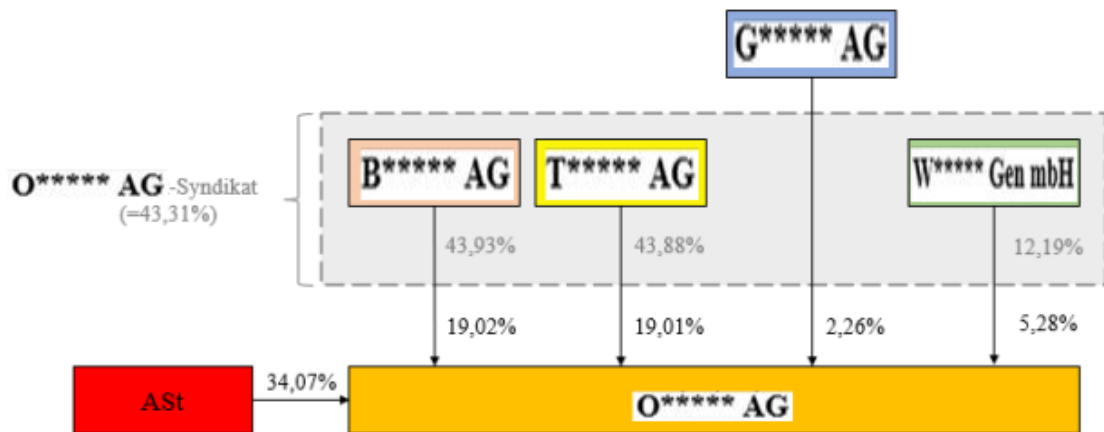 G***** AG
O***** AG -Syndikat
(=43,31%)
B***** AG
T***** AG
W***** Gen mbH
43,93%
43,88%
12,19%
19,02%
19,01%
2,26%
5,28%
ASt
34,07%
O***** AG